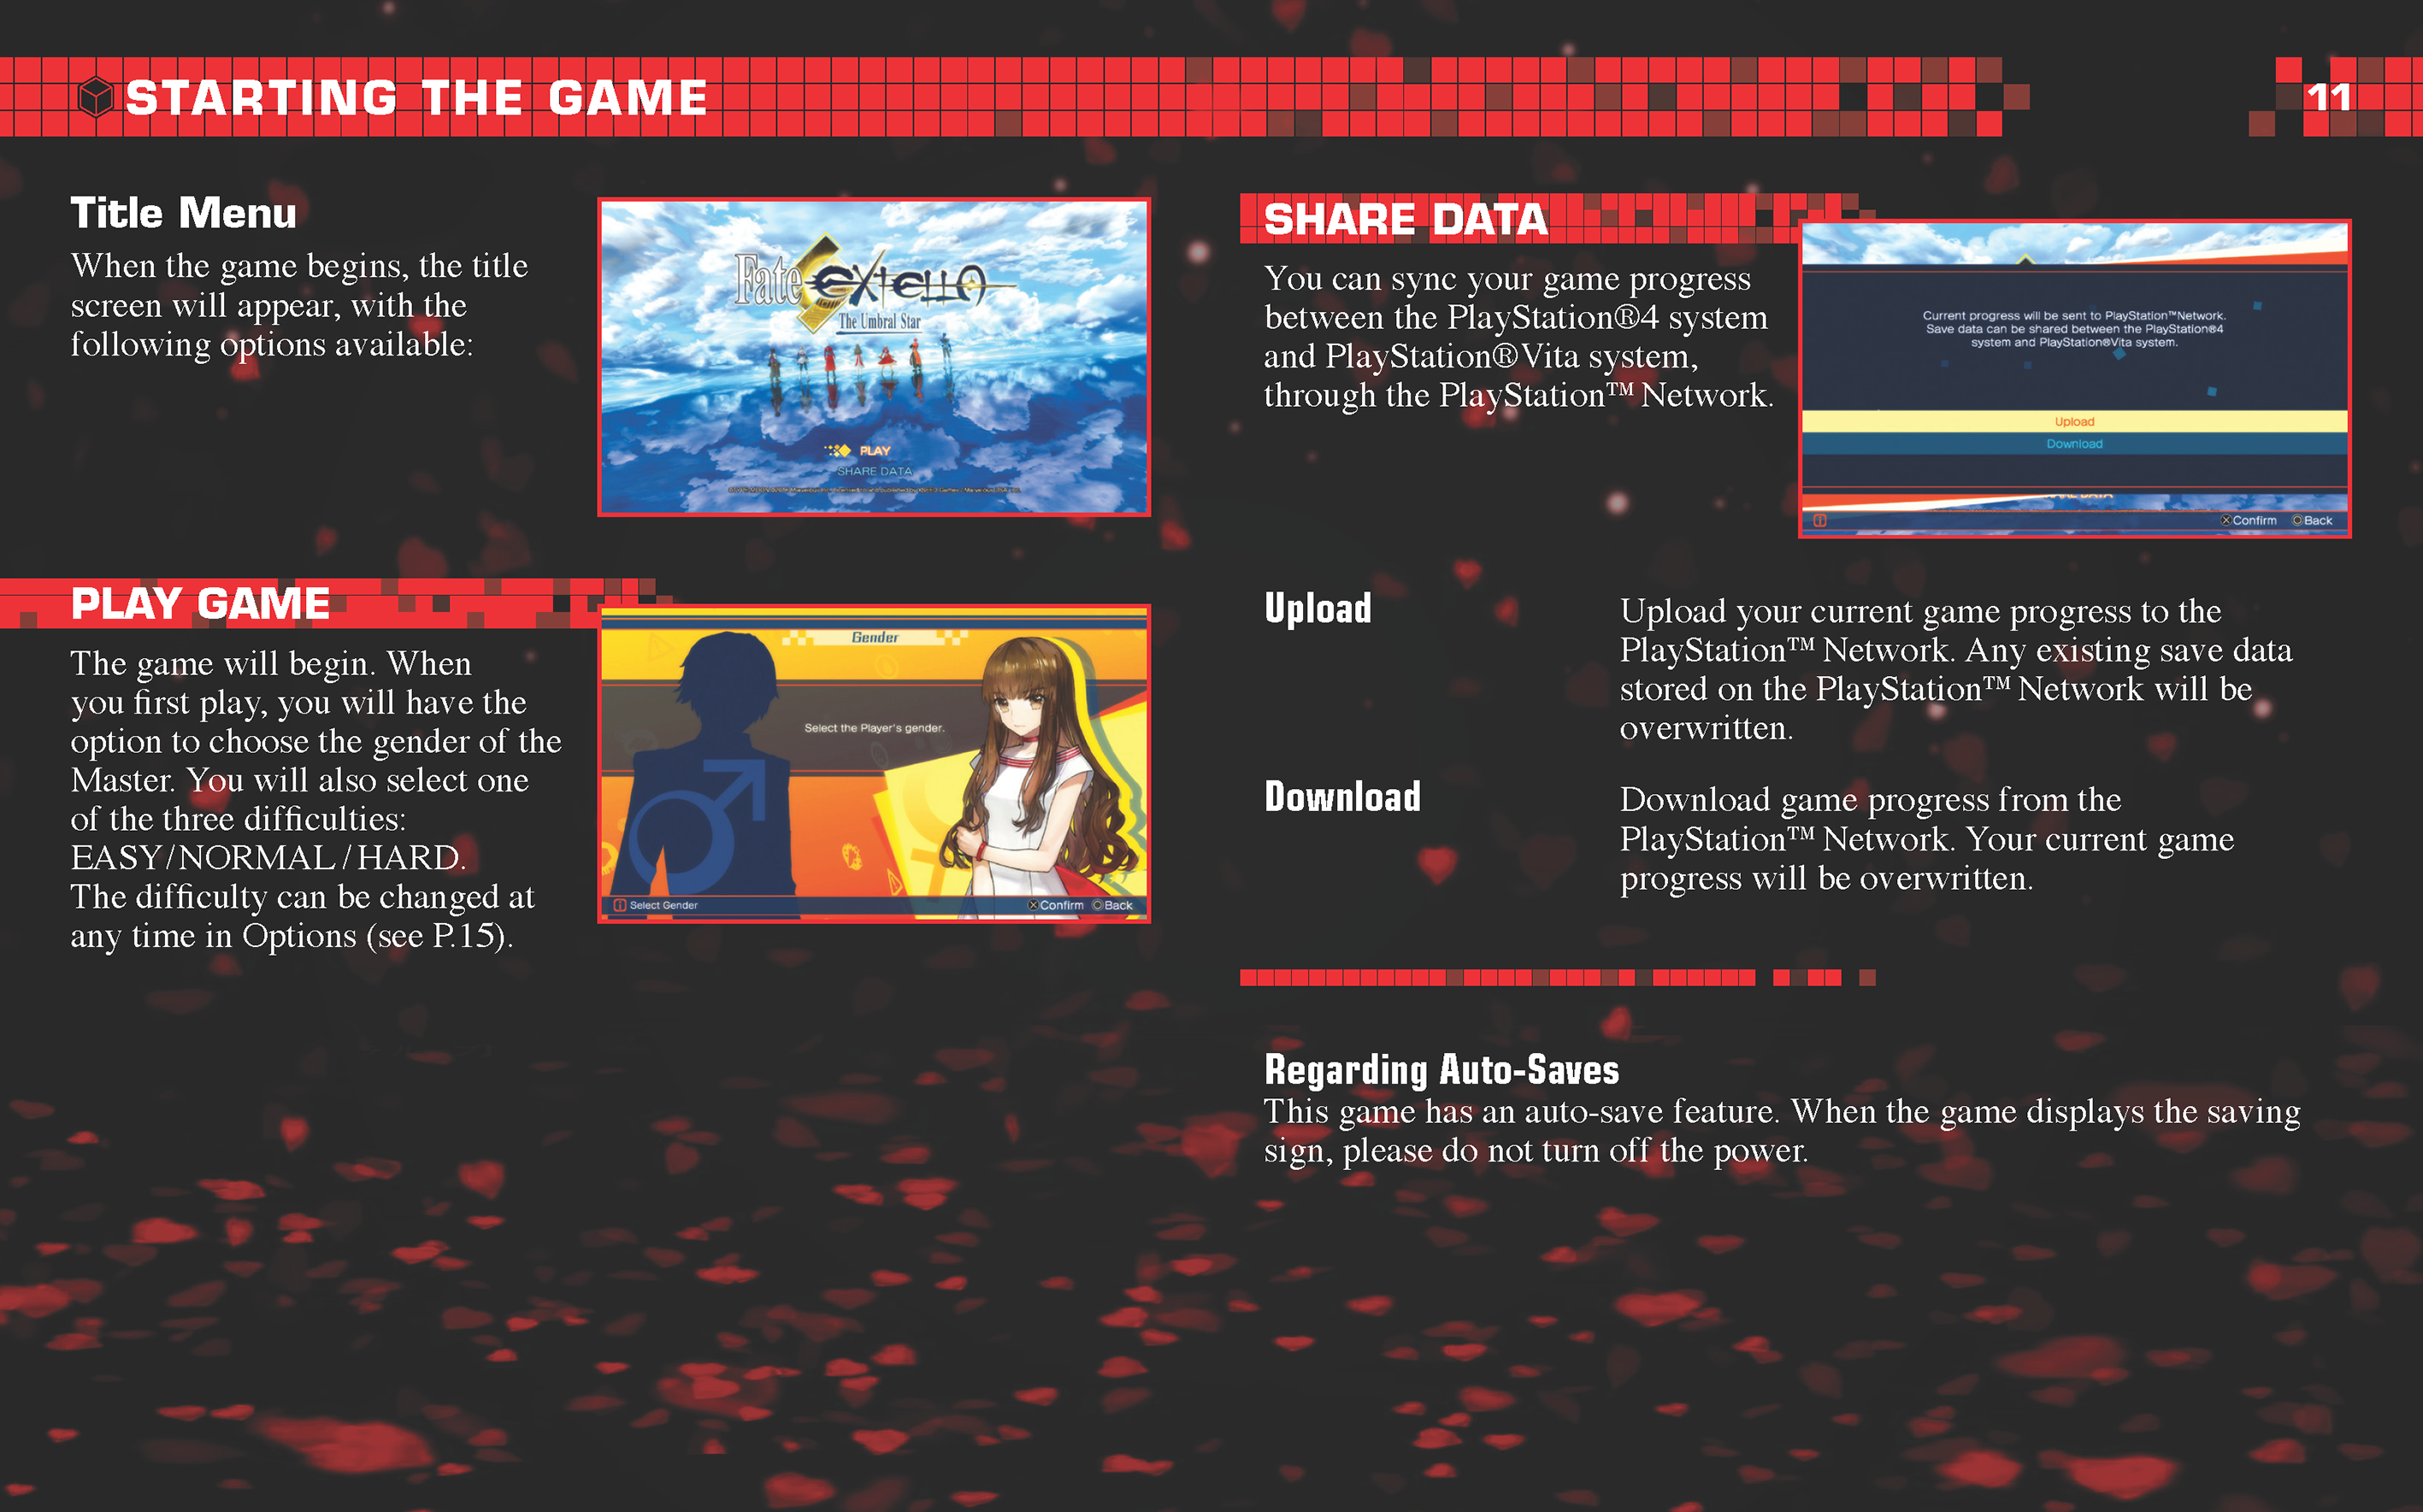 STARTING THE GAME
11
Title Menu
When the game begins, the title
screen will appear, with the
following options available:
Fate EXTELLA
The Umbral Star
PLAY
SHARE DATA
PLAY GAME
The game will begin. When
you first play, you will have the
option to choose the gender of the
Master. You will also select one
of the three difficulties:
EASY/NORMAL/HARD.
The difficulty can be changed at
any time in Options (see P.15).
Gender
Select the Player's gender.
Select Gender
Confirm Back
SHARE DATA
You can sync your game progress
between the PlayStation®4 system
and PlayStation®Vita system,
through the PlayStation™ Network.
Current progress will be sent to PlayStation™Network.
Save data can be shared between the PlayStation®4
system and PlayStation®Vita system.
Upload
Download
Confirm Back
Upload
Upload your current game progress to the
PlayStation™ Network. Any existing save data
stored on the PlayStation™ Network will be
overwritten.
Download
Download game progress from the
PlayStation™ Network. Your current game
progress will be overwritten.
Regarding Auto-Saves
This game has an auto-save feature. When the game displays the saving
sign, please do not turn off the power.